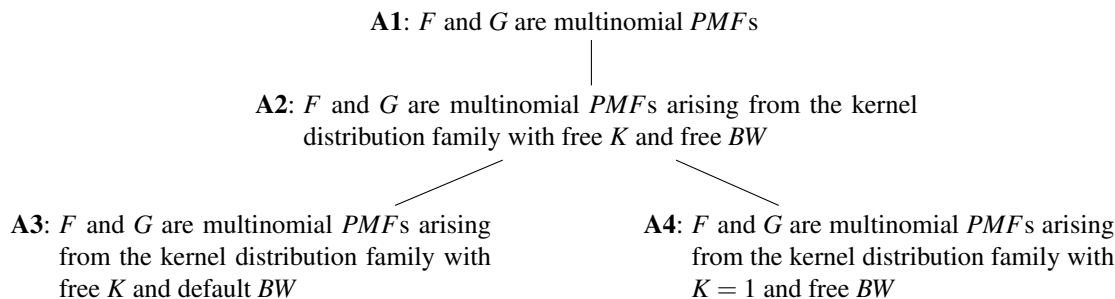 A1: F and G are multinomial PMFs
A2: F and G are multinomial PMFs arising from the kernel
distribution family with free K and free BW
A3: F and G are multinomial PMFs arising
from the kernel distribution family with
free K and default BW
A4: F and G are multinomial PMFs arising
from the kernel distribution family with
K = 1 and free BW